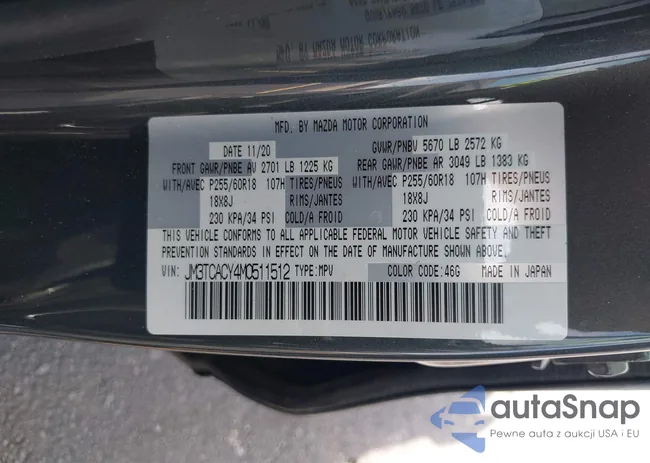 MFD. BY MAZDA MOTOR CORPORATION
DATE 11/20 GVWR/PNBV 5670 LB 2572 KG
FRONT GAWR/PNBE AV 2701 LB 1225 KG REAR GAWR/PNBE AR 3049 LB 1383 KG
WITH/AVEC P255/60R18 107H TIRES/PNEUS WITH/AVEC P255/60R18 107H TIRES/PNEUS
18X8J RIMS/JANTES 18X8J RIMS/JANTES
230 KPA/34 PSI COLD/A FROID 230 KPA/34 PSI COLD/A FROID
THIS VEHICLE CONFORMS TO ALL APPLICABLE FEDERAL MOTOR VEHICLE SAFETY AND THEFT
PREVENTION STANDARDS IN EFFECT ON THE DATE OF MANUFACTURE SHOWN ABOVE.
VIN: JM3TCACY4M0511512 TYPE:MPV COLOR CODE:46G MADE IN JAPAN
autaSnap
Pewne auta z aukcji USA i EU